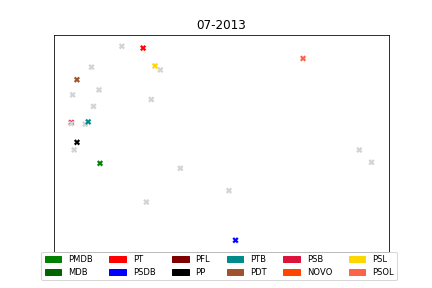 07-2013
PMDB PT PFL PTB PSB PSL
MDB PSDB PP PDT NOVO PSOL